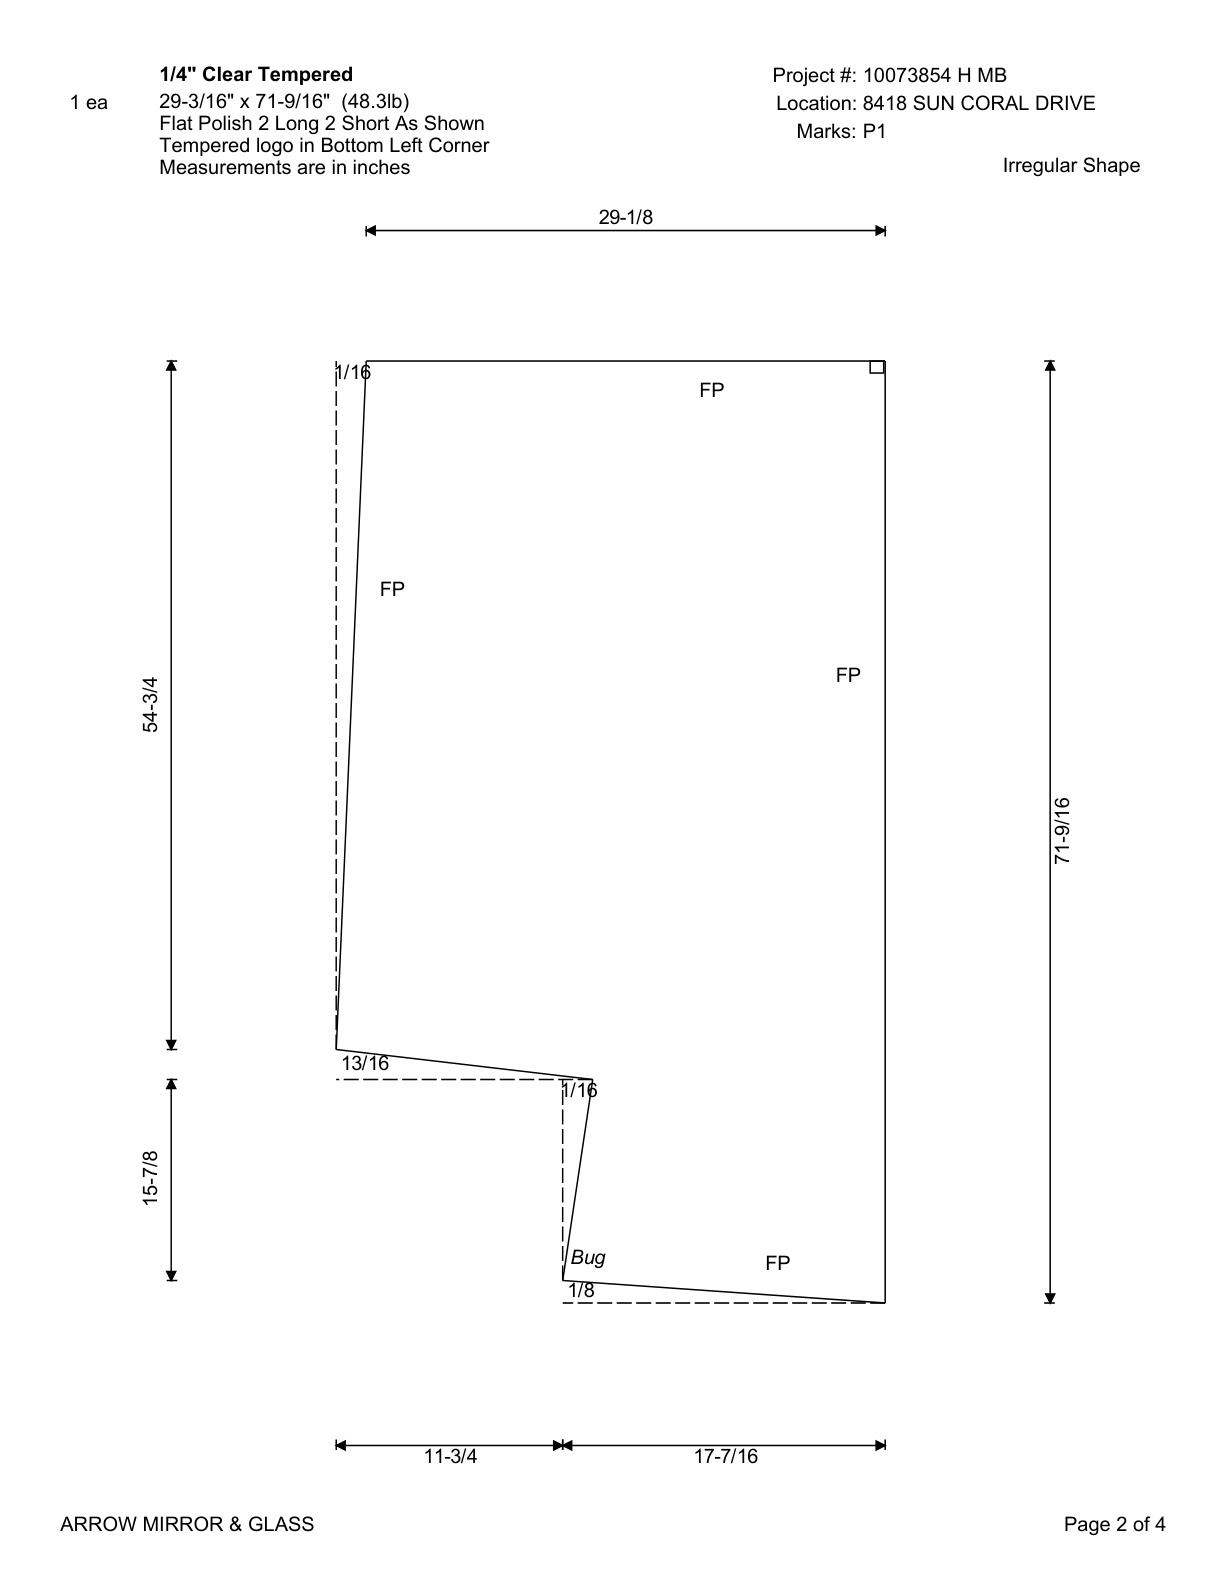 1/4" Clear Tempered
1 ea
29-3/16" x 71-9/16"  (48.3lb)
Flat Polish 2 Long 2 Short As Shown
Tempered logo in Bottom Left Corner
Measurements are in inches
Project #: 10073854 H MB
Location: 8418 SUN CORAL DRIVE
Marks: P1
Irregular Shape
29-1/8
1/16
FP
FP
FP
54-3/4
71-9/16
13/16
1/16
15-7/8
Bug
FP
1/8
11-3/4
17-7/16
ARROW MIRROR & GLASS
Page 2 of 4